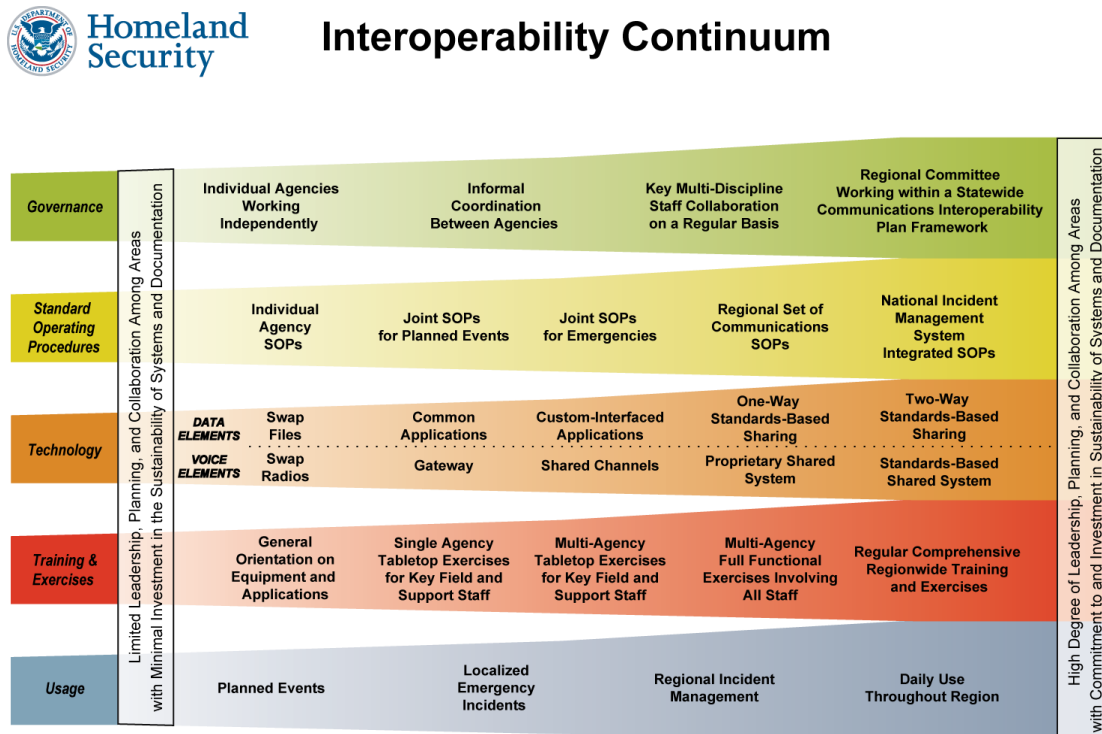 U.S. DEPARTMENT OF
HOMELAND SECURITY
Homeland
Security
Interoperability Continuum
Limited Leadership, Planning, and Collaboration Among Areas
with Minimal Investment in the Sustainability of Systems and Documentation
Governance
Individual Agencies
Working
Independently
Informal
Coordination
Between Agencies
Key Multi-Discipline
Staff Collaboration
on a Regular Basis
Regional Committee
Working within a Statewide
Communications Interoperability
Plan Framework
Standard
Operating
Procedures
Individual
Agency
SOPs
Joint SOPs
for Planned Events
Joint SOPs
for Emergencies
Regional Set of
Communications
SOPs
National Incident
Management
System
Integrated SOPs
Technology
DATA
ELEMENTS
Swap
Files
Common
Applications
Custom-Interfaced
Applications
One-Way
Standards-Based
Sharing
Two-Way
Standards-Based
Sharing
VOICE
ELEMENTS
Swap
Radios
Gateway
Shared Channels
Proprietary Shared
System
Standards-Based
Shared System
Training &
Exercises
General
Orientation on
Equipment and
Applications
Single Agency
Tabletop Exercises
for Key Field and
Support Staff
Multi-Agency
Tabletop Exercises
for Key Field and
Support Staff
Multi-Agency
Full Functional
Exercises Involving
All Staff
Regular Comprehensive
Regionwide Training
and Exercises
Usage
Planned Events
Localized
Emergency
Incidents
Regional Incident
Management
Daily Use
Throughout Region
High Degree of Leadership, Planning, and Collaboration Among Areas
with Commitment to and Investment in Sustainability of Systems and Documentation